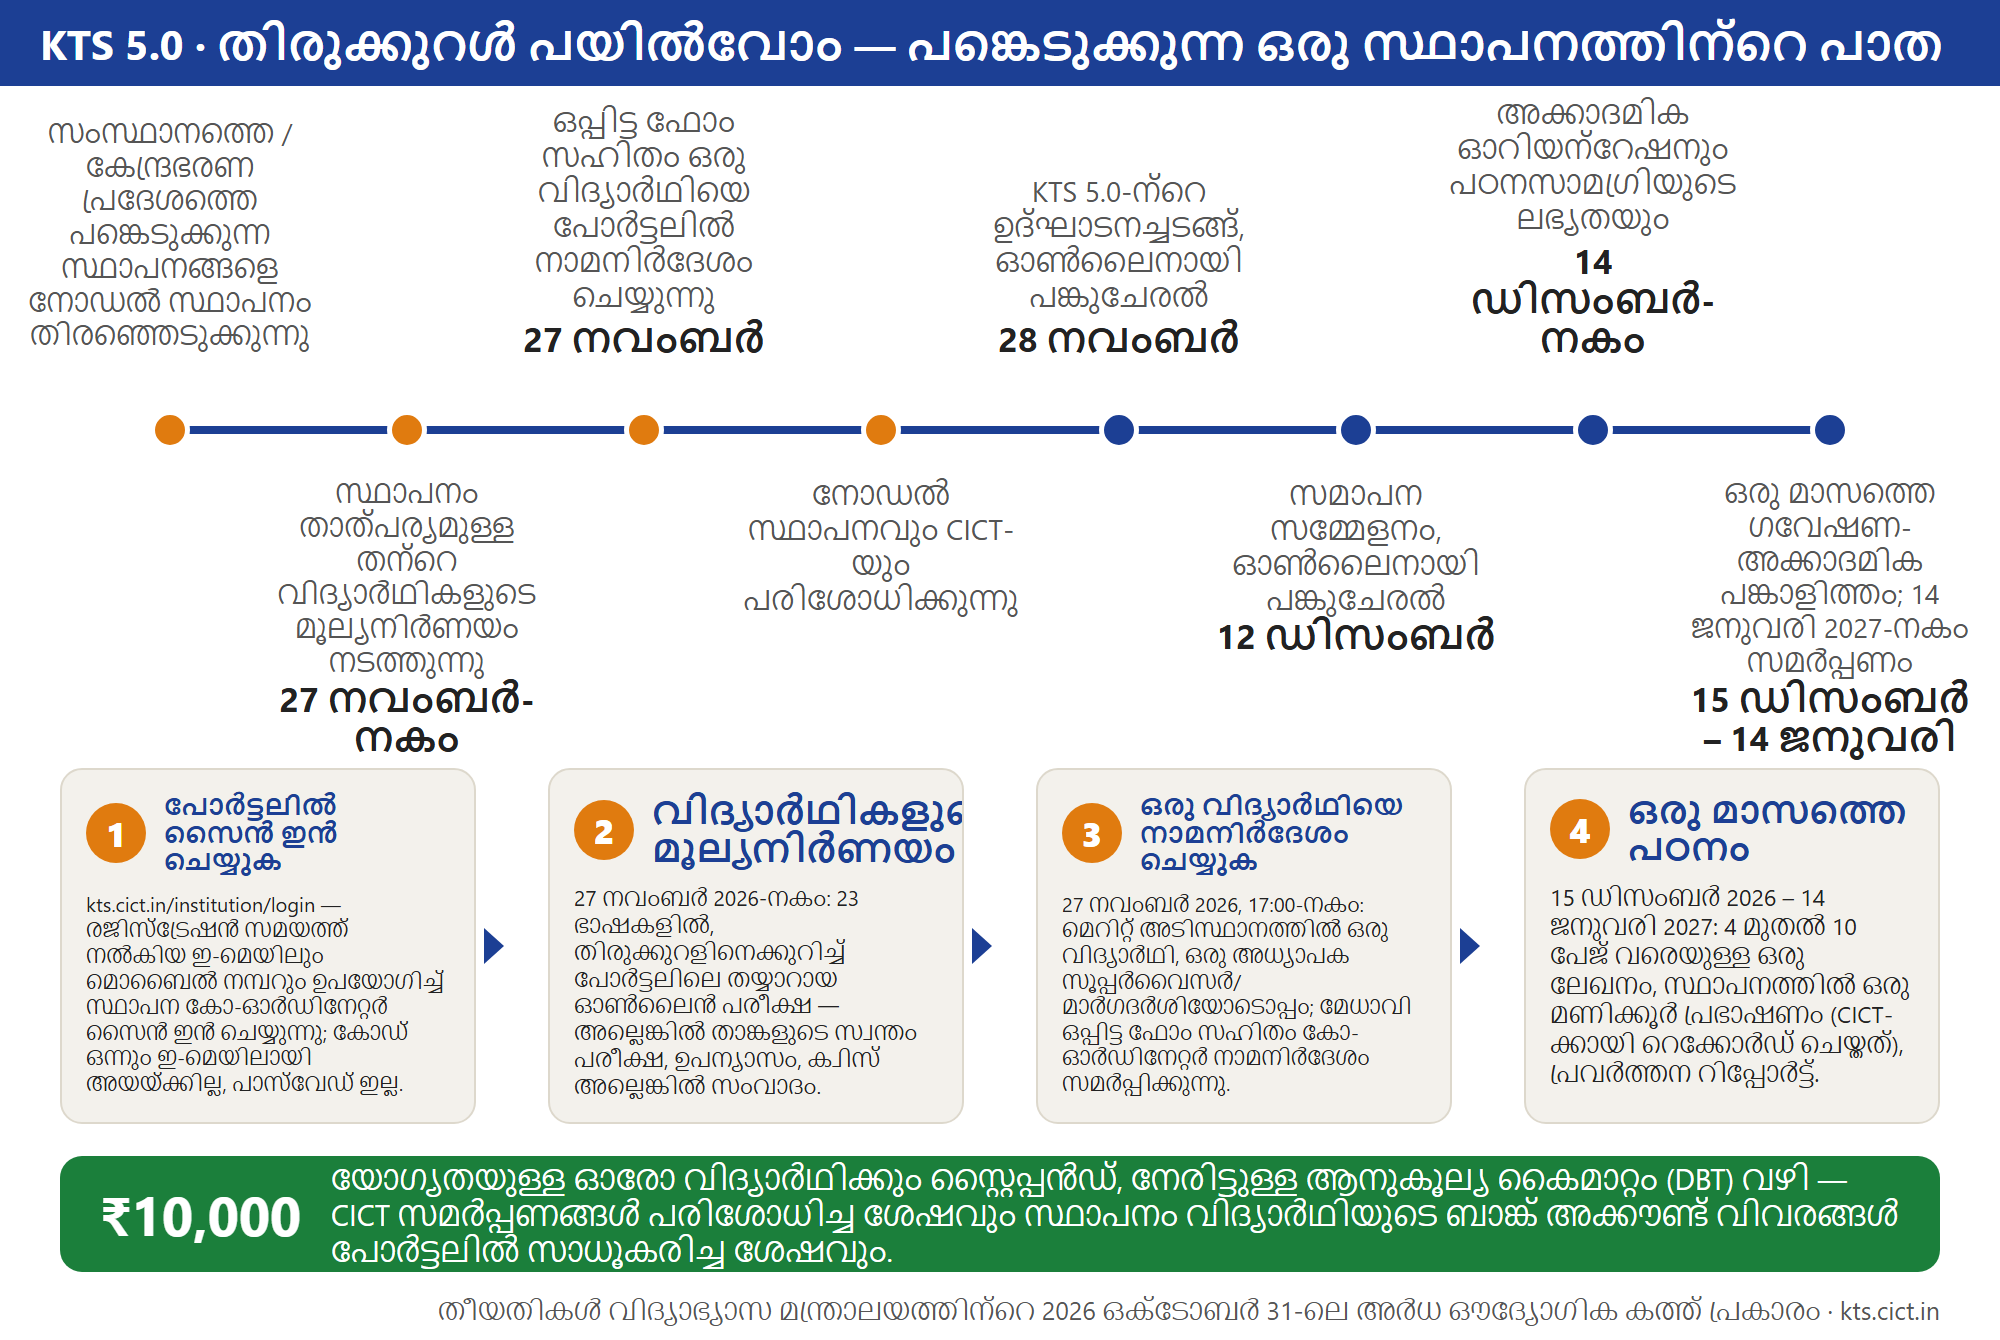 KTS 5.0 · തിരുക്കുറൾ പയിൽവോം — പങ്കെടുക്കുന്ന ഒരു സ്ഥാപനത്തിന്റെ പാത
സംസ്ഥാനത്തെ /
കേന്ദ്രഭരണ
പ്രദേശത്തെ
പങ്കെടുക്കുന്ന
സ്ഥാപനങ്ങളെ
നോഡൽ സ്ഥാപനം
തിരഞ്ഞെടുക്കുന്നു
ഒപ്പിട്ട ഫോം
സഹിതം ഒരു
വിദ്യാർഥിയെ
പോർട്ടലിൽ
നാമനിർദേശം
ചെയ്യുന്നു
27 നവംബർ
KTS 5.0-ന്റെ
ഉദ്ഘാടനച്ചടങ്ങ്,
ഓൺലൈനായി
പങ്കുചേരൽ
28 നവംബർ
അക്കാദമിക
ഓറിയന്റേഷനും
പഠനസാമഗ്രിയുടെ
ലഭ്യതയും
14
ഡിസംബർ-
നകം
സ്ഥാപനം
താത്പര്യമുള്ള
തന്റെ
വിദ്യാർഥികളുടെ
മൂല്യനിർണയം
നടത്തുന്നു
27 നവംബർ-
നകം
നോഡൽ
സ്ഥാപനവും CICT-
യും
പരിശോധിക്കുന്നു
സമാപന
സമ്മേളനം,
ഓൺലൈനായി
പങ്കുചേരൽ
12 ഡിസംബർ
ഒരു മാസത്തെ
ഗവേഷണ-
അക്കാദമിക
പങ്കാളിത്തം; 14
ജനുവരി 2027-നകം
സമർപ്പണം
15 ഡിസംബർ
– 14 ജനുവരി
1
പോർട്ടലിൽ
സൈൻ ഇൻ
ചെയ്യുക
kts.cict.in/institution/login —
രജിസ്ട്രേഷൻ സമയത്ത്
നൽകിയ ഇ-മെയിലും
മൊബൈൽ നമ്പറും ഉപയോഗിച്ച്
സ്ഥാപന കോ-ഓർഡിനേറ്റർ
സൈൻ ഇൻ ചെയ്യുന്നു; കോഡ്
ഒന്നും ഇ-മെയിലായി
അയയ്ക്കില്ല, പാസ്‌വേഡ് ഇല്ല.
2
മൂല്യനിർണയം
27 നവംബർ 2026-നകം: 23
ഭാഷകളിൽ,
തിരുക്കുറളിനെക്കുറിച്ച്
പോർട്ടലിലെ തയ്യാറായ
ഓൺലൈൻ പരീക്ഷ —
അല്ലെങ്കിൽ താങ്കളുടെ സ്വന്തം
പരീക്ഷ, ഉപന്യാസം, ക്വിസ്
അല്ലെങ്കിൽ സംവാദം.
3
ഒരു വിദ്യാർഥിയെ
നാമനിർദേശം
ചെയ്യുക
27 നവംബർ 2026, 17:00-നകം:
മെറിറ്റ് അടിസ്ഥാനത്തിൽ ഒരു
വിദ്യാർഥി, ഒരു അധ്യാപക
സൂപ്പർവൈസർ/
മാർഗദർശിയോടൊപ്പം; മേധാവി
ഒപ്പിട്ട ഫോം സഹിതം കോ-
ഓർഡിനേറ്റർ നാമനിർദേശം
സമർപ്പിക്കുന്നു.
4
ഒരു മാസത്തെ
പഠനം
15 ഡിസംബർ 2026 – 14
ജനുവരി 2027: 4 മുതൽ 10
പേജ് വരെയുള്ള ഒരു
ലേഖനം, സ്ഥാപനത്തിൽ ഒരു
മണിക്കൂർ പ്രഭാഷണം (CICT-
ക്കായി റെക്കോർഡ് ചെയ്തത്),
പ്രവർത്തന റിപ്പോർട്ട്.
₹10,000
യോഗ്യതയുള്ള ഓരോ വിദ്യാർഥിക്കും സ്റ്റൈപ്പൻഡ്, നേരിട്ടുള്ള ആനുകൂല്യ കൈമാറ്റം (DBT) വഴി —
CICT സമർപ്പണങ്ങൾ പരിശോധിച്ച ശേഷവും സ്ഥാപനം വിദ്യാർഥിയുടെ ബാങ്ക് അക്കൗണ്ട് വിവരങ്ങൾ
പോർട്ടലിൽ സാധൂകരിച്ച ശേഷവും.
തീയതികൾ വിദ്യാഭ്യാസ മന്ത്രാലയത്തിന്റെ 2026 ഒക്ടോബർ 31-ലെ അർധ ഔദ്യോഗിക കത്ത് പ്രകാരം · kts.cict.in